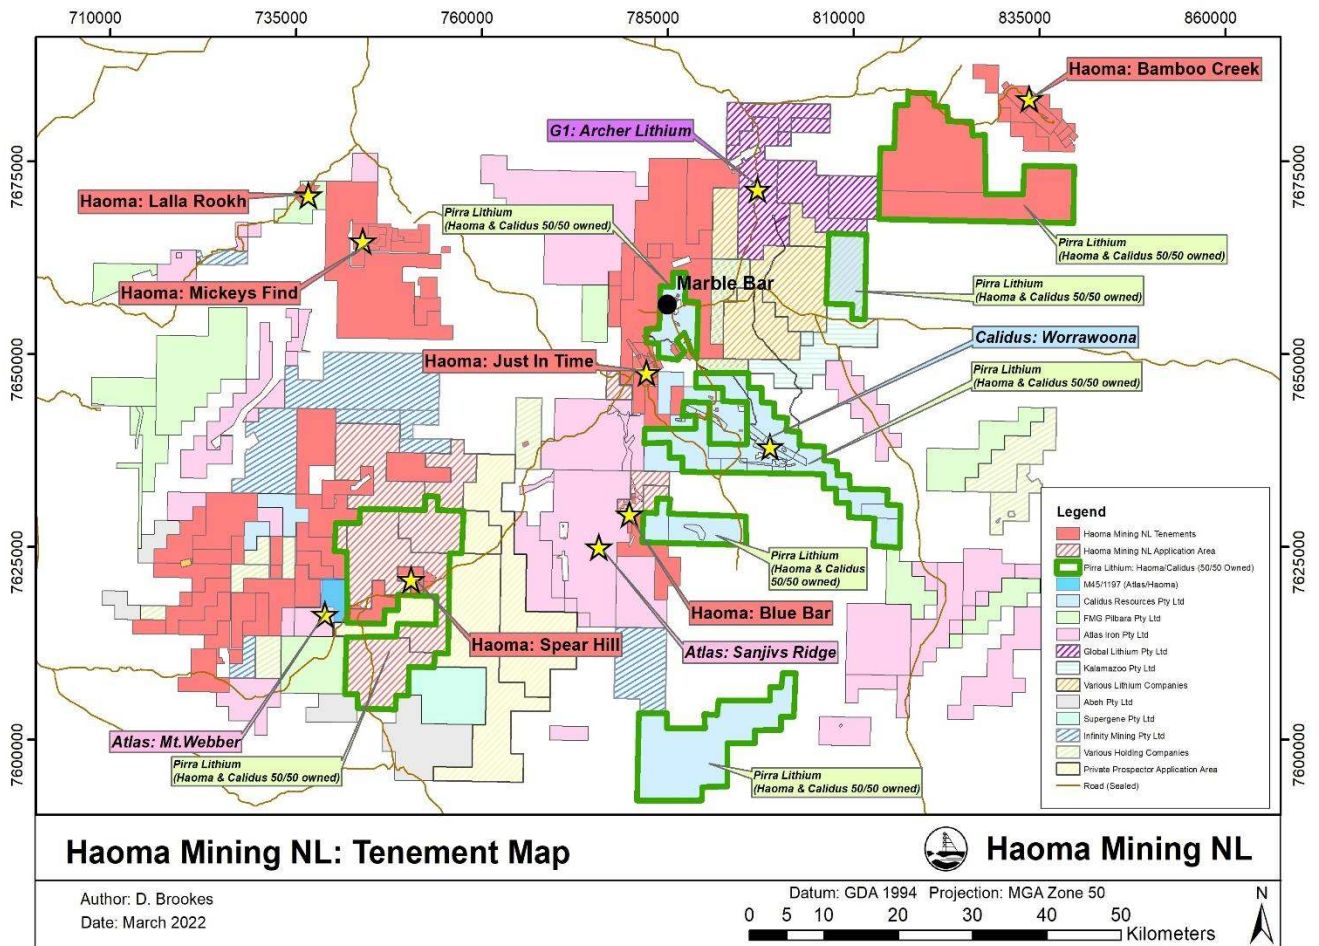 710000
735000
760000
785000
810000
835000
860000
7675000
7650000
7625000
7600000
7675000
7650000
7625000
7600000
Haoma: Bamboo Creek
G1: Archer Lithium
Haoma: Lalla Rookh
Pirra Lithium
(Haoma & Calidus 50/50 owned)
Pirra Lithium
(Haoma & Calidus 50/50 owned)
Haoma: Mickeys Find
Marble Bar
Pirra Lithium
(Haoma & Calidus 50/50 owned)
Calidus: Worrawoona
Haoma: Just In Time
Pirra Lithium
(Haoma & Calidus 50/50 owned)
Pirra Lithium
(Haoma & Calidus
50/50 owned)
Haoma: Blue Bar
Haoma: Spear Hill
Atlas: Sanjivs Ridge
Atlas: Mt.Webber
Pirra Lithium
(Haoma & Calidus 50/50 owned)
Pirra Lithium
(Haoma & Calidus 50/50 owned)
Legend
Haoma Mining NL Tenements
Haoma Mining NL Application Area
Pirra Lithium: Haoma/Calidus (50/50 Owned)
M45/1197 (Atlas/Haoma)
Calidus Resources Pty Ltd
FMG Pilbara Pty Ltd
Atlas Iron Pty Ltd
Global Lithium Pty Ltd
Kalamazoo Pty Ltd
Various Lithium Companies
Abeh Pty Ltd
Supergene Pty Ltd
Infinity Mining Pty Ltd
Various Holding Companies
Private Prospector Application Area
Road (Sealed)
Haoma Mining NL: Tenement Map
Haoma Mining NL
Author: D. Brookes
Date: March 2022
Datum: GDA 1994 Projection: MGA Zone 50
0 5 10 20 30 40 50
Kilometers
N